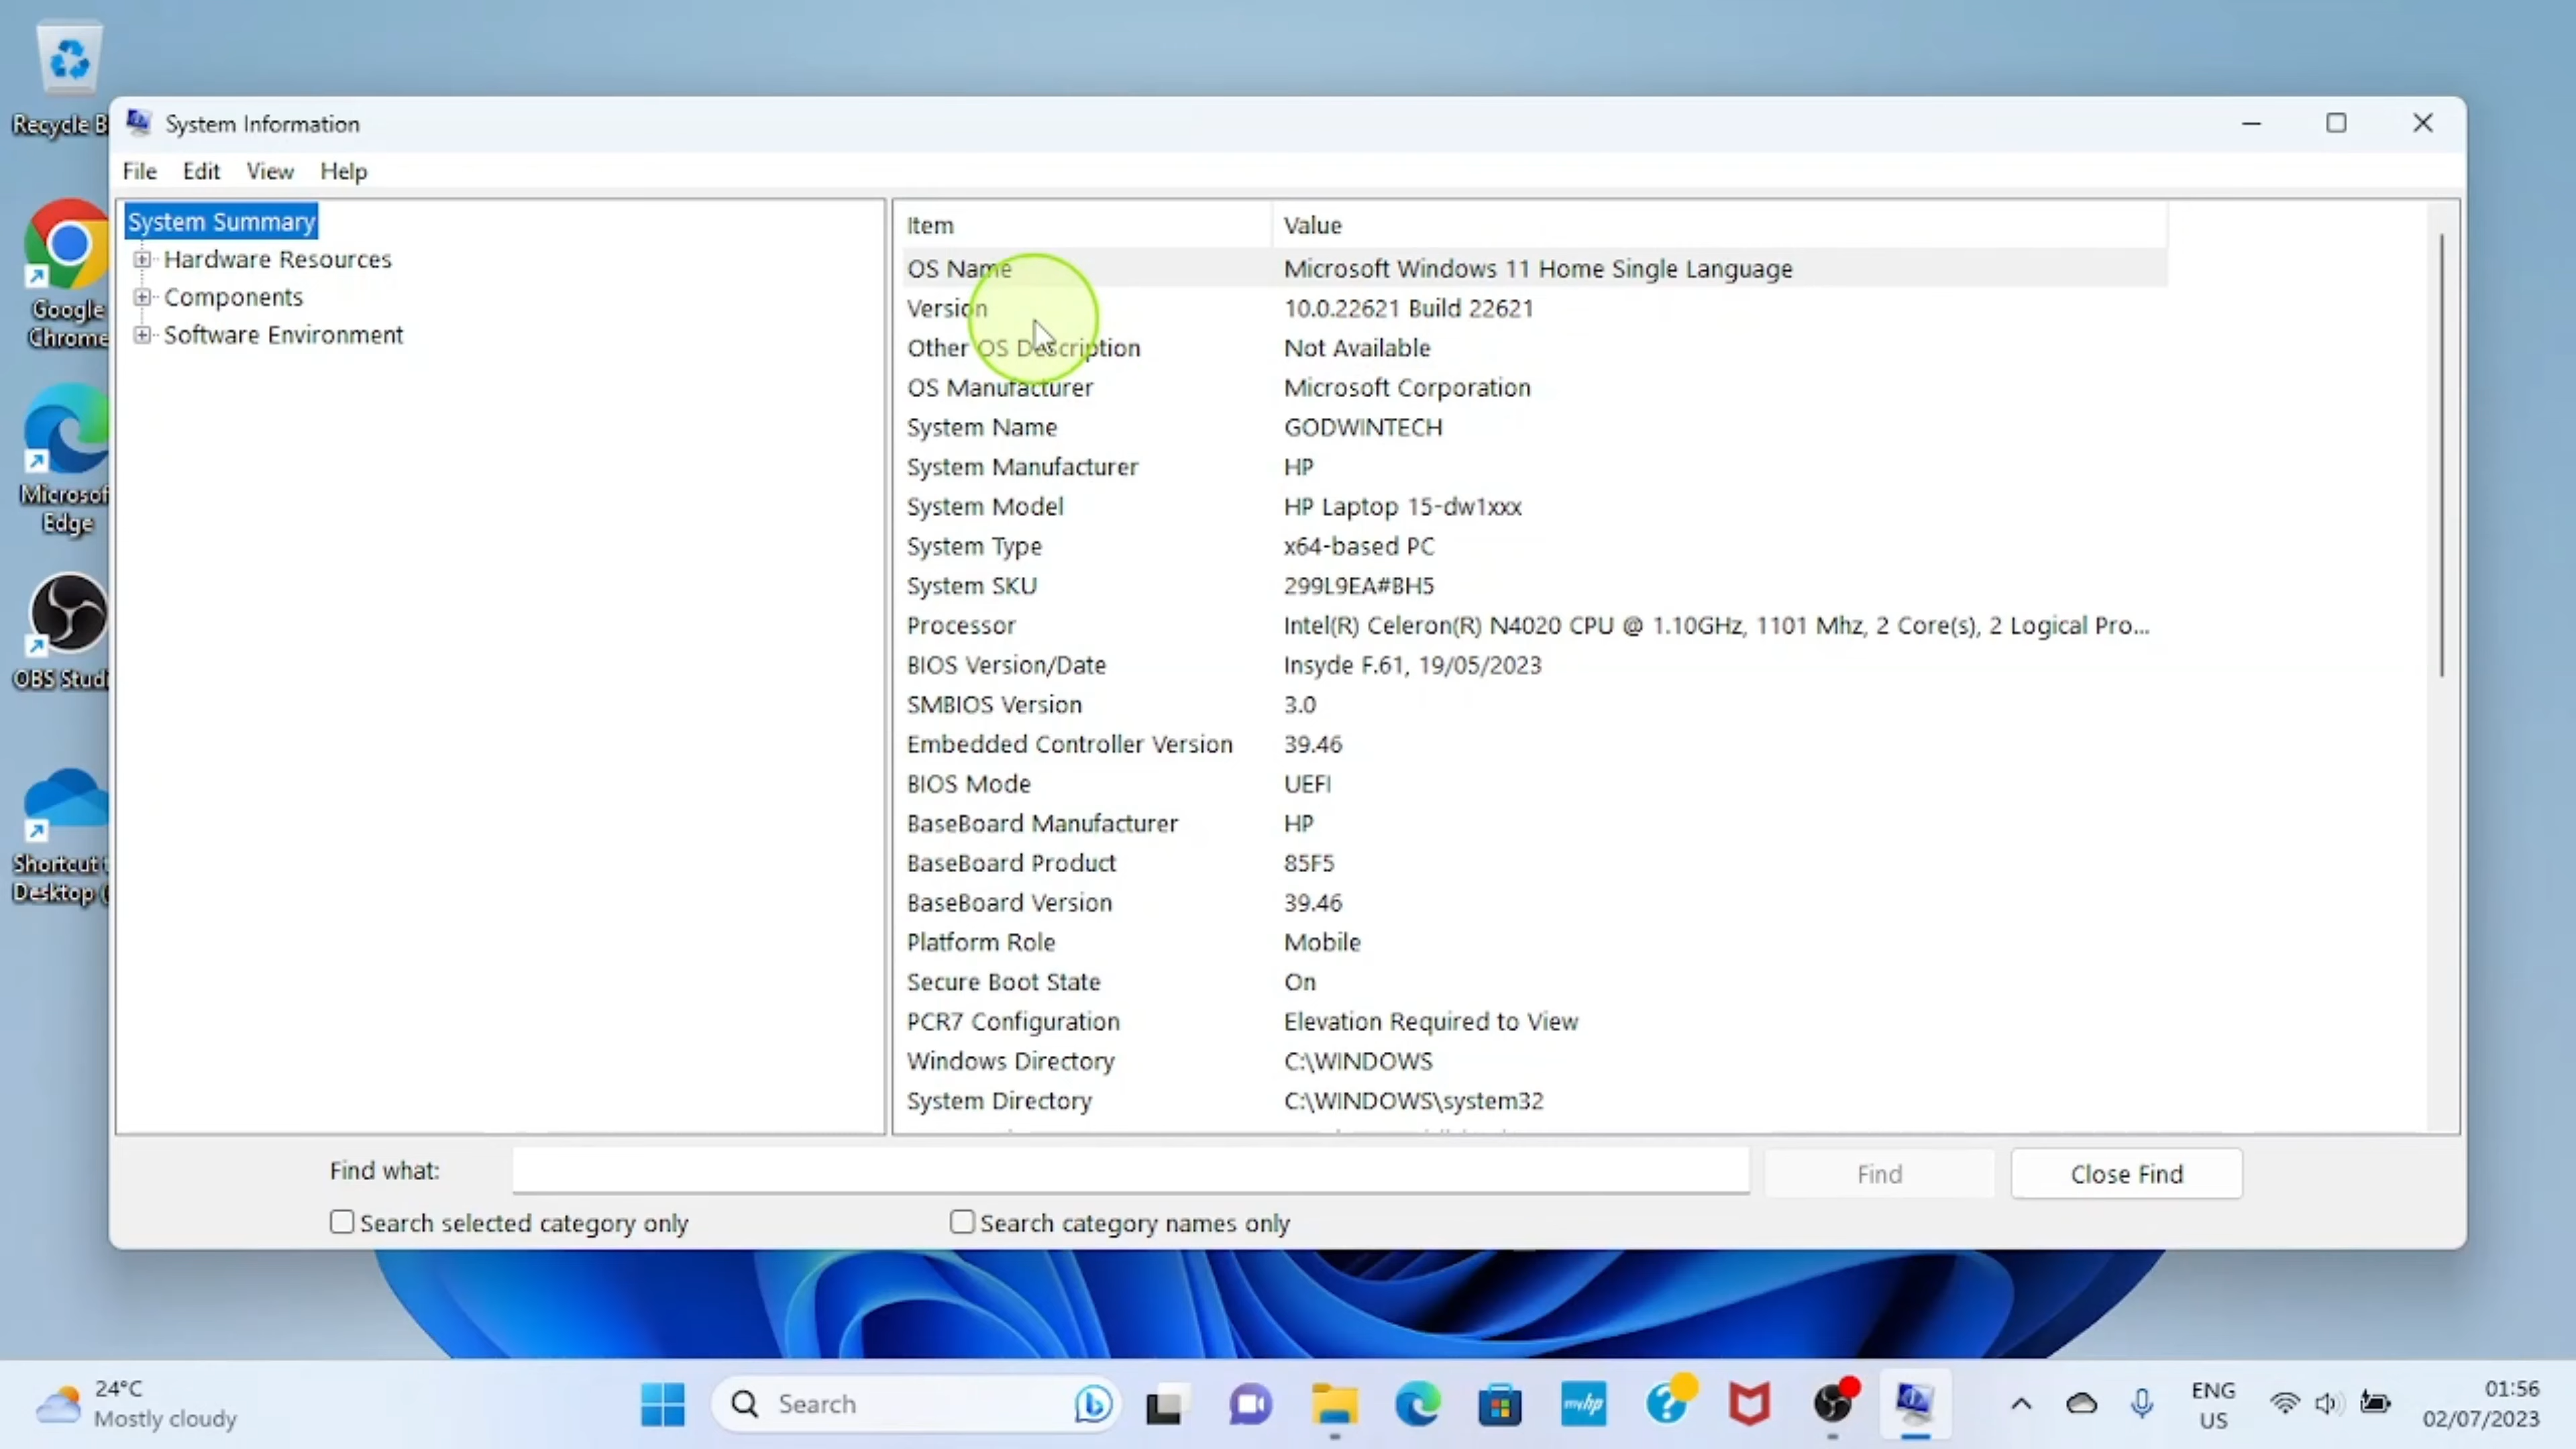 Recycle B
Google
Chrome
Microsof
Edge
OBS Studi
Shortcut
Desktop (
System Information
File Edit View Help
System Summary
Hardware Resources
Components
Software Environment
Item Value
OS Name Microsoft Windows 11 Home Single Language
Version 10.0.22621 Build 22621
Other OS Description Not Available
OS Manufacturer Microsoft Corporation
System Name GODWINTECH
System Manufacturer HP
System Model HP Laptop 15-dw1xxx
System Type x64-based PC
System SKU 299L9EA#BH5
Processor Intel(R) Celeron(R) N4020 CPU @ 1.10GHz, 1101 Mhz, 2 Core(s), 2 Logical Pro...
BIOS Version/Date Insyde F.61, 19/05/2023
SMBIOS Version 3.0
Embedded Controller Version 39.46
BIOS Mode UEFI
BaseBoard Manufacturer HP
BaseBoard Product 85F5
BaseBoard Version 39.46
Platform Role Mobile
Secure Boot State On
PCR7 Configuration Elevation Required to View
Windows Directory C:\WINDOWS
System Directory C:\WINDOWS\system32
Find what: Find Close Find
Search selected category only Search category names only
24°C
Mostly cloudy
Search
myhp
ENG
US
01:56
02/07/2023